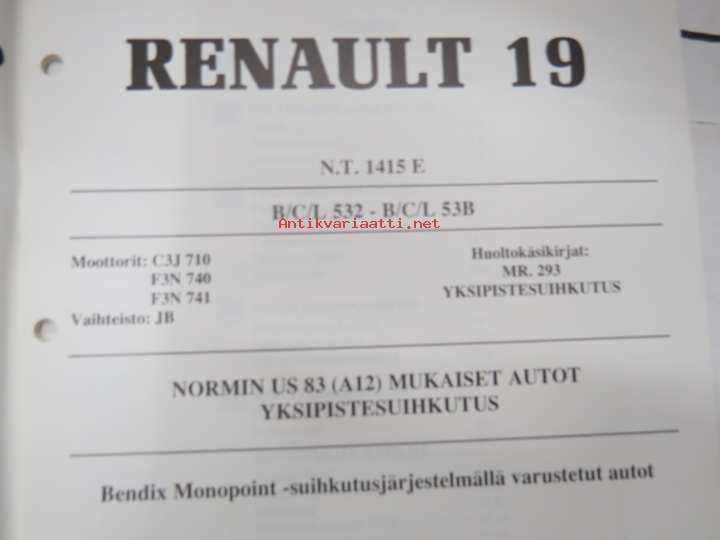 RENAULT 19
N.T. 1415 E
B/C/L 532 - B/C/L 53B
Antikvariaatti.net
Moottorit: C3J 710
F3N 740
F3N 741
Vaihteisto: JB
Huoltokäsikirjat:
MR. 293
YKSIPISTESUIHKUTUS
NORMIN US 83 (A12) MUKAISET AUTOT
YKSIPISTESUIHKUTUS
Bendix Monopoint -suihkutusjärjestelmällä varustetut autot